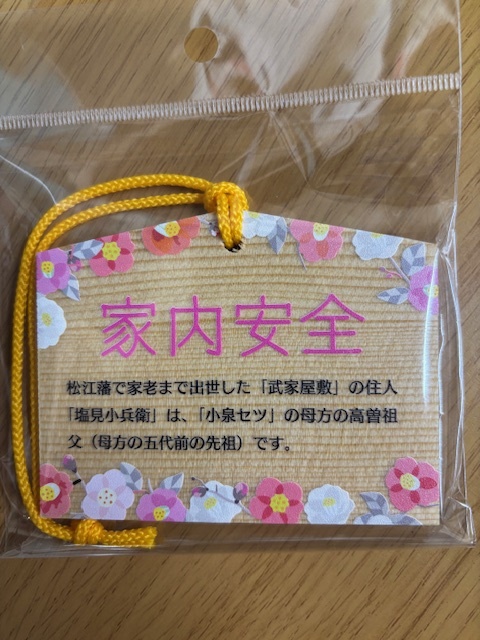 家内安全
松江藩で家老まで出世した「武家屋敷」の住人
「塩見小兵衛」は、「小泉セツ」の母方の高曽祖
父（母方の五代前の先祖）です。